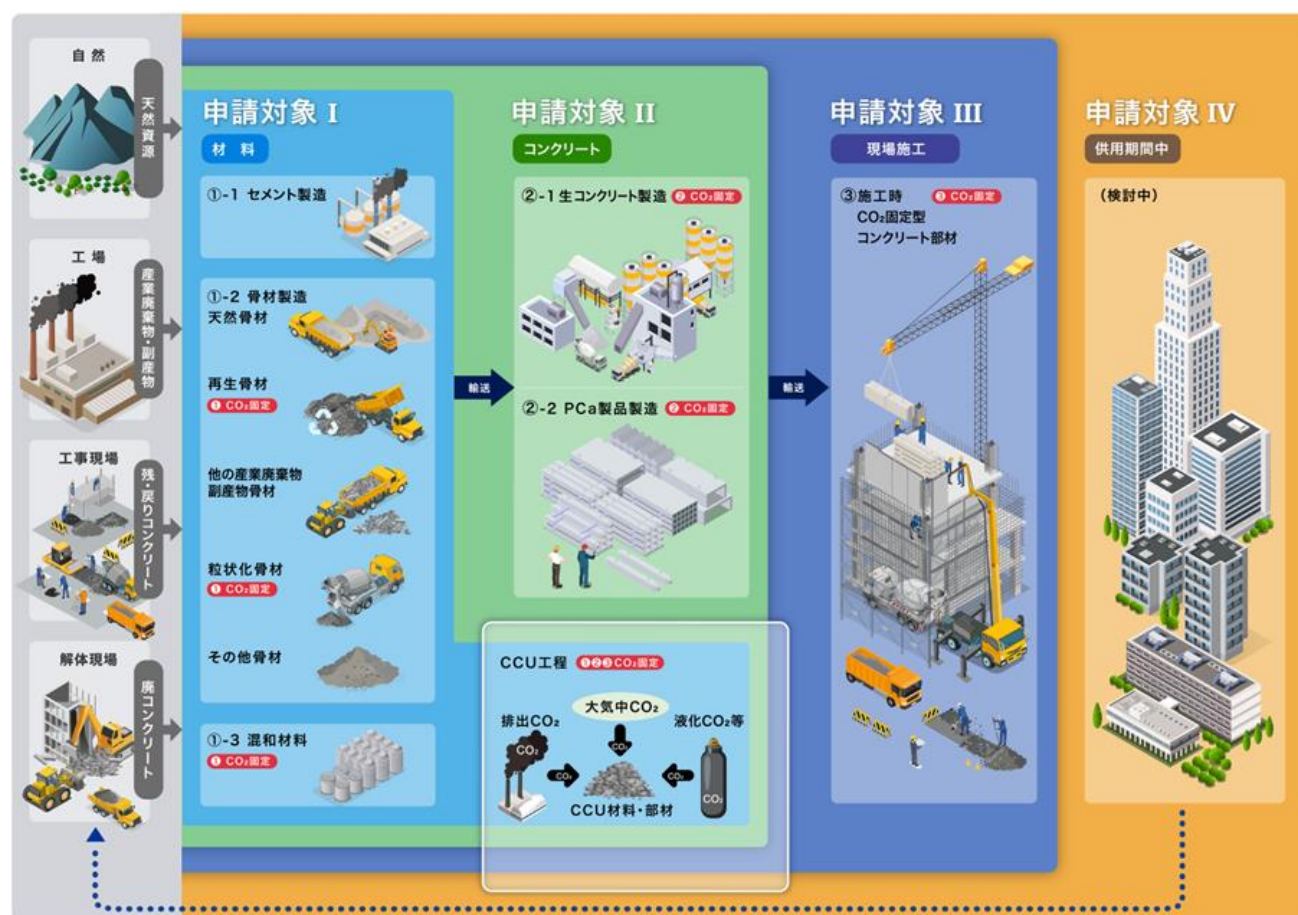 自然
天然資源
工場
産業廃棄物・副産物
工事現場
残・戻りコンクリート
解体現場
廃コンクリート
申請対象 I
材料
①-1 セメント製造
①-2 骨材製造
天然骨材
再生骨材
❶ CO₂固定
他の産業廃棄物
副産物骨材
粒状化骨材
❶ CO₂固定
その他骨材
①-3 混和材料
❶ CO₂固定
輸送
申請対象 II
コンクリート
②-1 生コンクリート製造 ❷ CO₂固定
②-2 PCa製品製造 ❷ CO₂固定
CCU工程 ❶❷❸ CO₂固定
大気中CO₂
排出CO₂
液化CO₂等
CO₂
CO₂
CO₂
CO₂
CO₂
CCU材料・部材
輸送
申請対象 III
現場施工
③施工時 ❸ CO₂固定
CO₂固定型
コンクリート部材
申請対象 IV
供用期間中
（検討中）